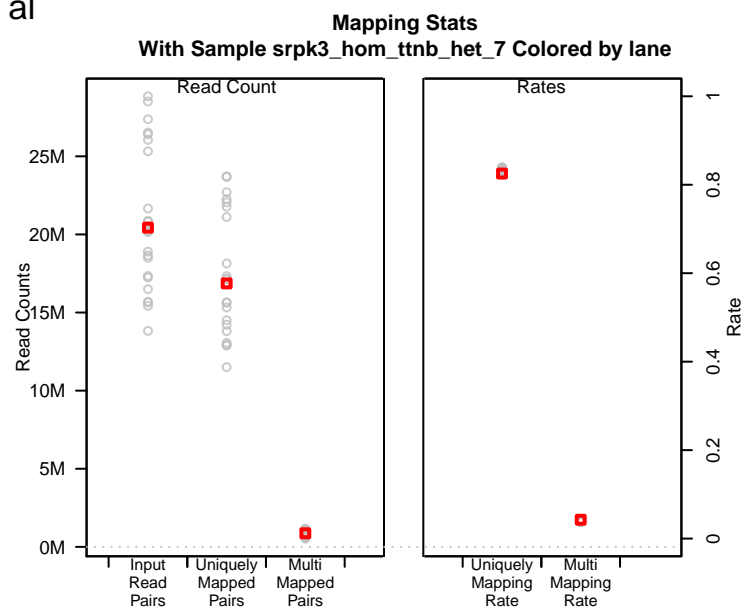 al
Mapping Stats
With Sample srpk3_hom_ttnb_het_7 Colored by lane
Read Count
Rates
Read Counts
25M
20M
15M
10M
5M
0M
Input
Read
Pairs
Uniquely
Mapped
Pairs
Multi
Mapped
Pairs
Uniquely
Mapping
Rate
Multi
Mapping
Rate
1
0.8
0.6
0.4
0.2
0
Rate